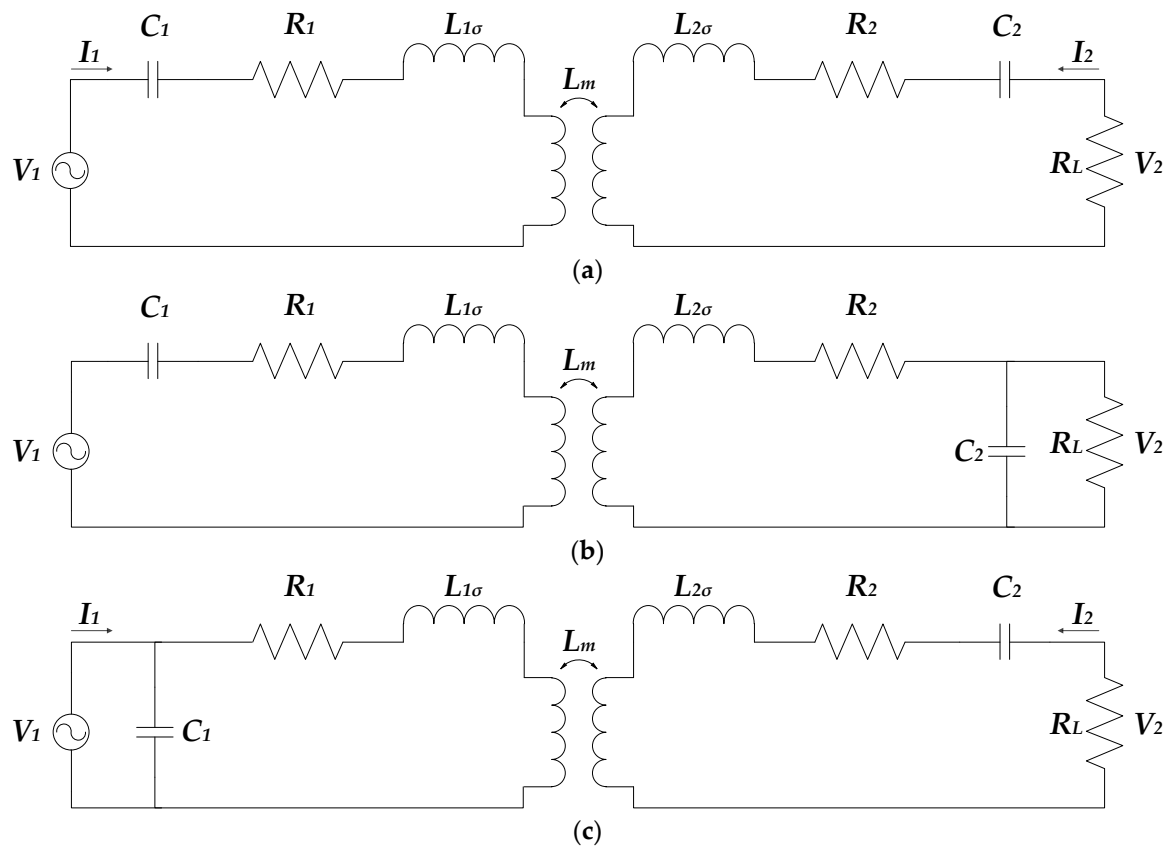 C1 R1 L1σ L2σ R2 C2
I1 I2
Lm
V1 RL V2
(a)
C1 R1 L1σ L2σ R2
Lm
V1 C2 RL V2
(b)
R1 L1σ L2σ R2 C2
I1 I2
Lm
V1 C1 RL V2
(c)